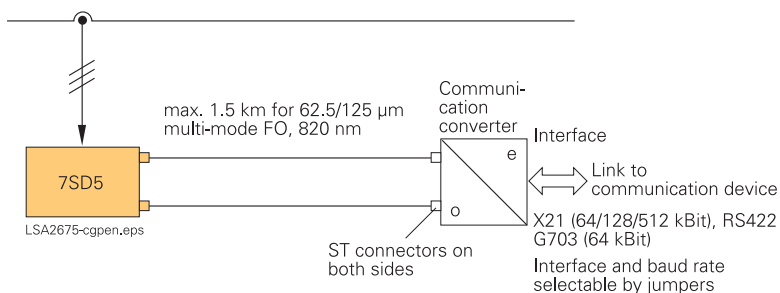 max. 1.5 km for 62.5/125 µm
multi-mode FO, 820 nm
Communi-
cation
converter
Interface
7SD5
e
o
Link to
communication device
LSA2675-cgpen.eps
X21 (64/128/512 kBit), RS422
G703 (64 kBit)
ST connectors on
both sides
Interface and baud rate
selectable by jumpers